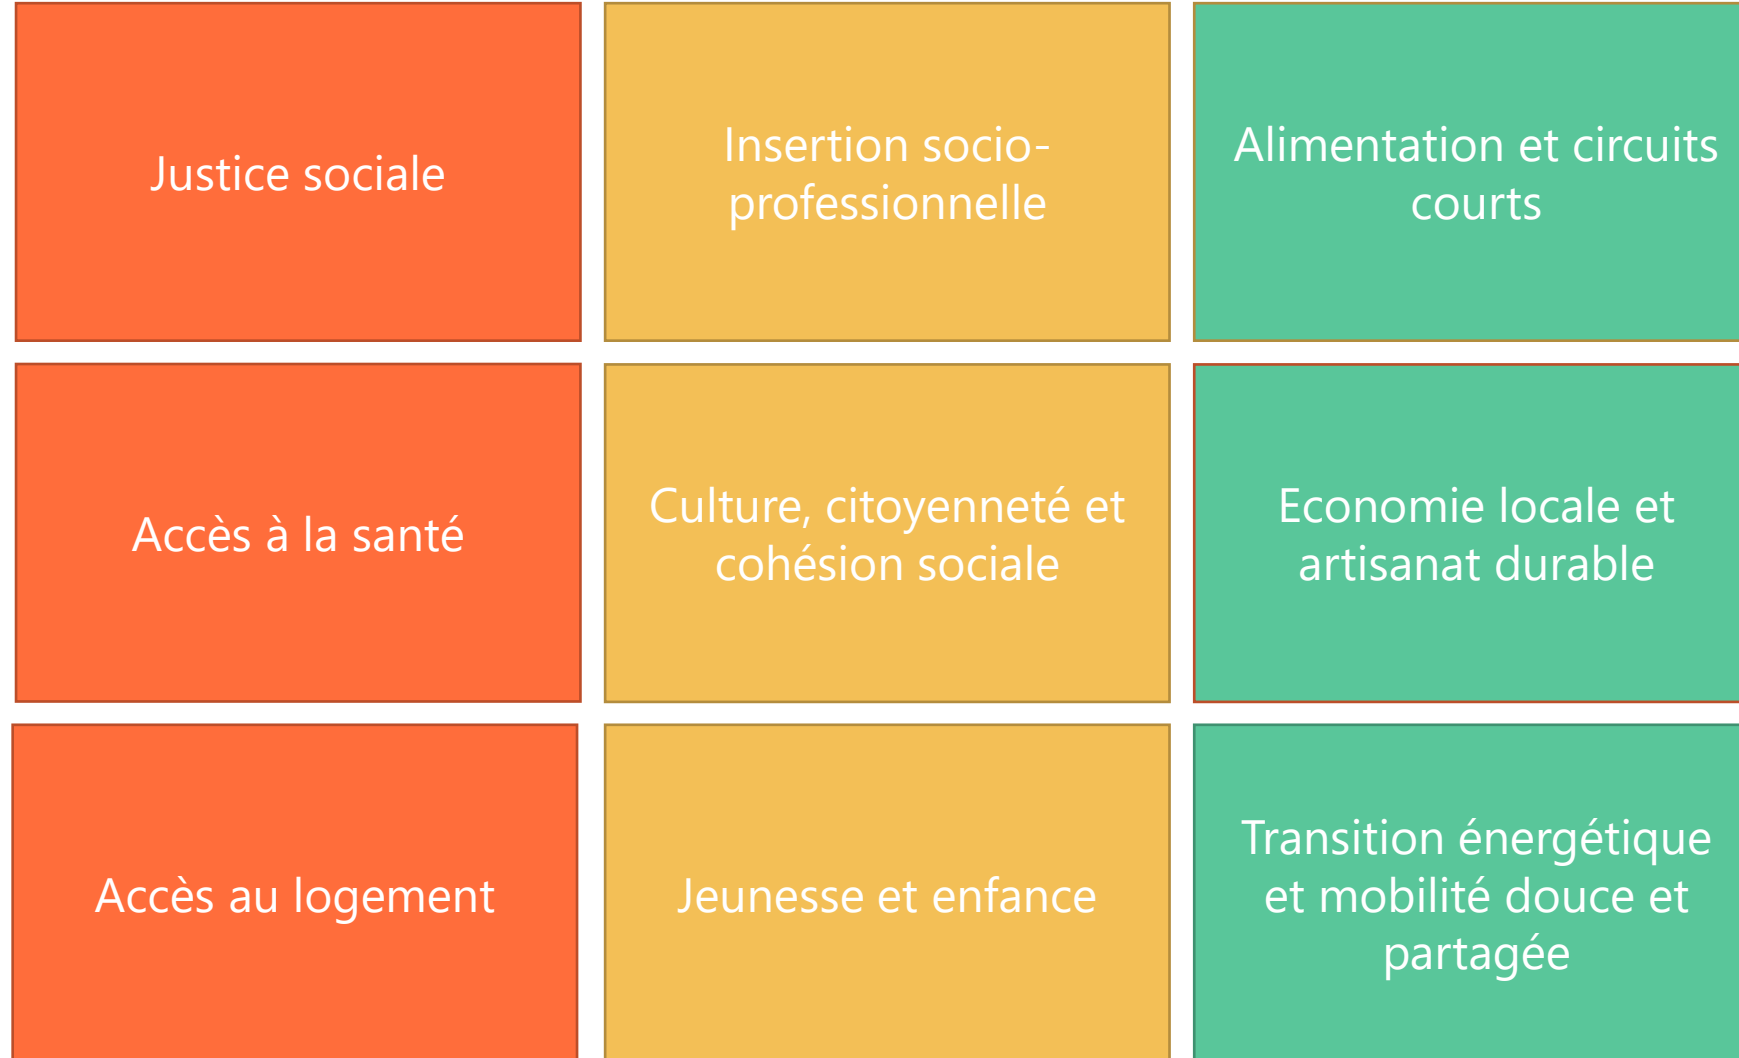 Justice sociale
Insertion socio-
professionnelle
Alimentation et circuits
courts
Accès à la santé
Culture, citoyenneté et
cohésion sociale
Economie locale et
artisanat durable
Accès au logement
Jeunesse et enfance
Transition énergétique
et mobilité douce et
partagée